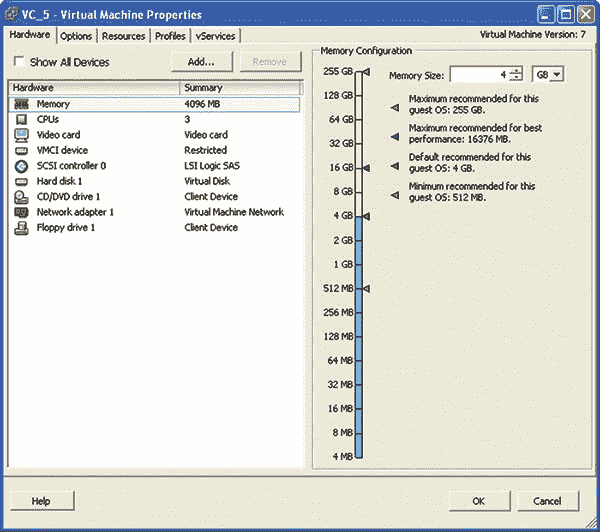 VC_5 - Virtual Machine Properties
Hardware Options Resources Profiles vServices Virtual Machine Version: 7
Show All Devices Add... Remove
Hardware Summary
Memory 4096 MB
CPUs 3
Video card Video card
VMCI device Restricted
SCSI controller 0 LSI Logic SAS
Hard disk 1 Virtual Disk
CD/DVD drive 1 Client Device
Network adapter 1 Virtual Machine Network
Floppy drive 1 Client Device
Memory Configuration
255 GB
128 GB
64 GB
32 GB
16 GB
8 GB
4 GB
2 GB
1 GB
512 MB
256 MB
128 MB
64 MB
32 MB
16 MB
8 MB
4 MB
Memory Size: 4 GB
Maximum recommended for this
guest OS: 255 GB.
Maximum recommended for best
performance: 16376 MB.
Default recommended for this
guest OS: 4 GB.
Minimum recommended for this
guest OS: 512 MB.
Help OK Cancel